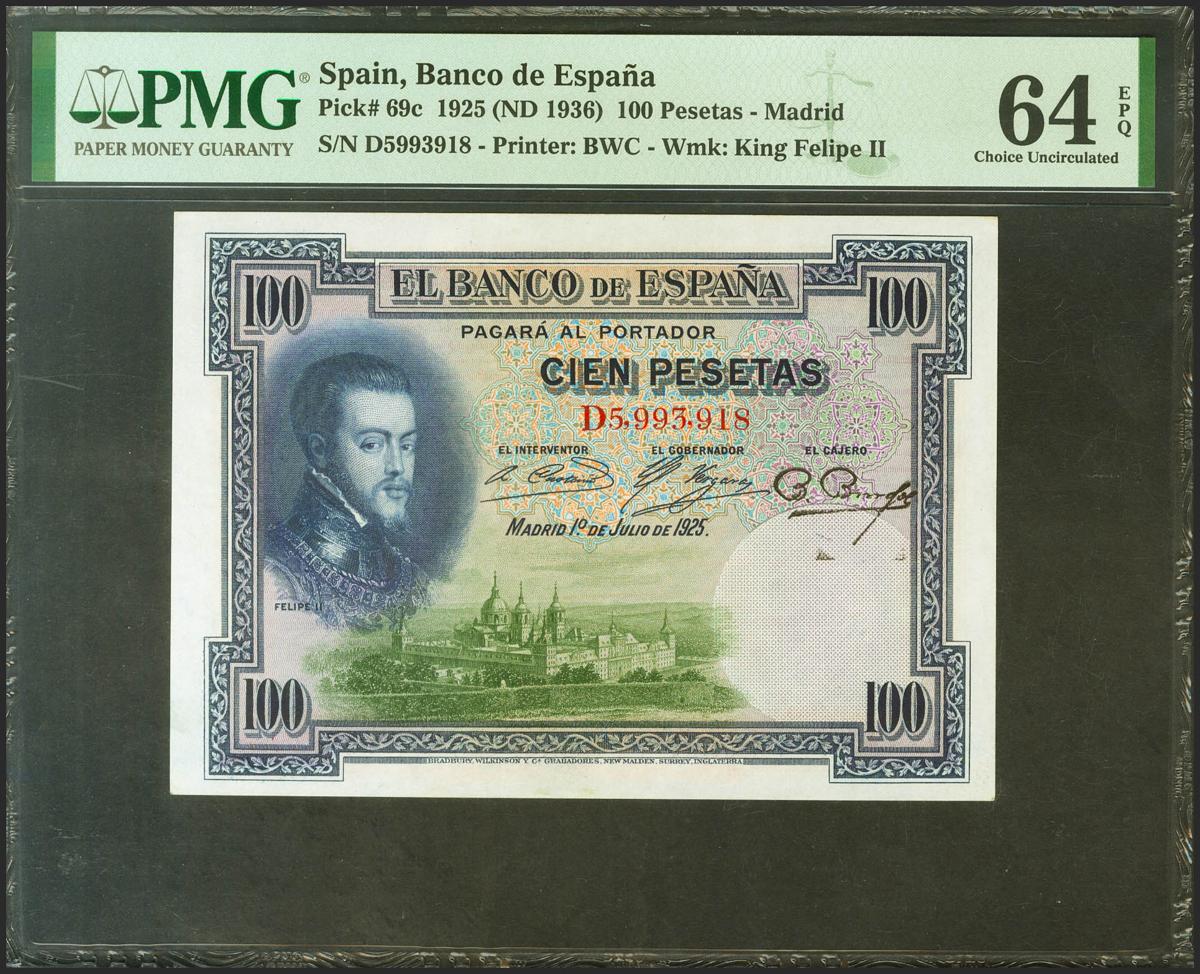 PMG®
PAPER MONEY GUARANTY
Spain, Banco de España
Pick# 69c 1925 (ND 1936) 100 Pesetas - Madrid
S/N D5993918 - Printer: BWC - Wmk: King Felipe II
64
EPQ
Choice Uncirculated
100
EL BANCO DE ESPAÑA
100
PAGARÁ AL PORTADOR
CIEN PESETAS
D5,993,918
EL INTERVENTOR EL GOBERNADOR EL CAJERO
MADRID 1.º DE JULIO DE 1925.
FELIPE II
100
100
BRADBURY, WILKINSON Y Cª GRABADORES, NEW MALDEN, SURREY, INGLATERRA